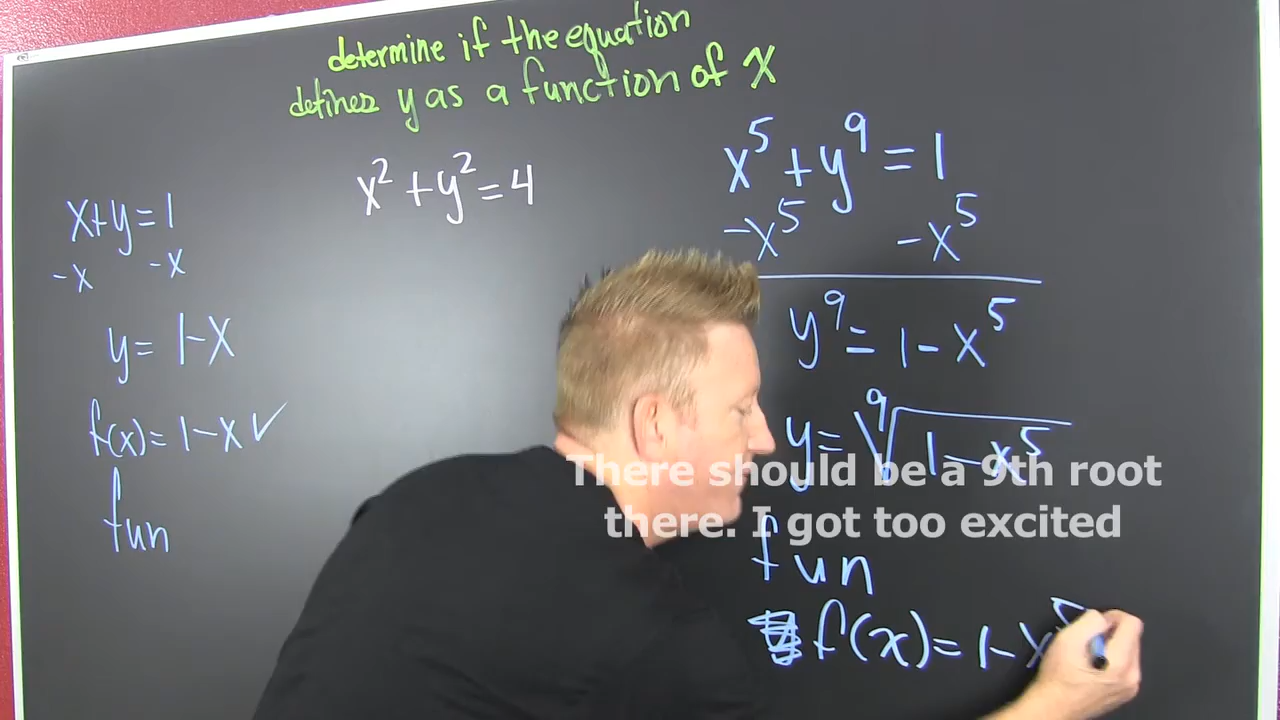 determine if the equation
defines y as a function of x
x+y=1
-x -x
y= 1-x
f(x)= 1-x ✓
fun
x²+y²=4
x⁵+y⁹=1
-x⁵ -x⁵
y⁹=1-x⁵
y=⁹√1-x⁵
fun
f(x)=1-x⁵
There should be a 9th root
there. I got too excited